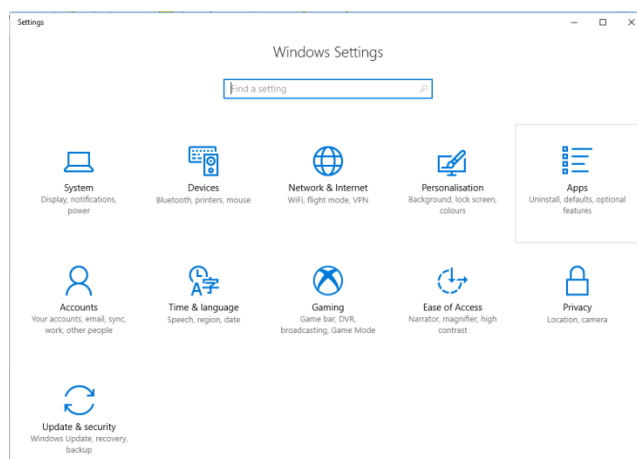 Settings
Windows Settings
Find a setting
System
Display, notifications,
power
Devices
Bluetooth, printers, mouse
Network & Internet
WiFi, flight mode, VPN
Personalisation
Background, lock screen,
colours
Apps
Uninstall, defaults, optional
features
Accounts
Your accounts, email, sync,
work, other people
Time & language
Speech, region, date
Gaming
Game bar, DVR,
broadcasting, Game Mode
Ease of Access
Narrator, magnifier, high
contrast
Privacy
Location, camera
Update & security
Windows Update, recovery,
backup